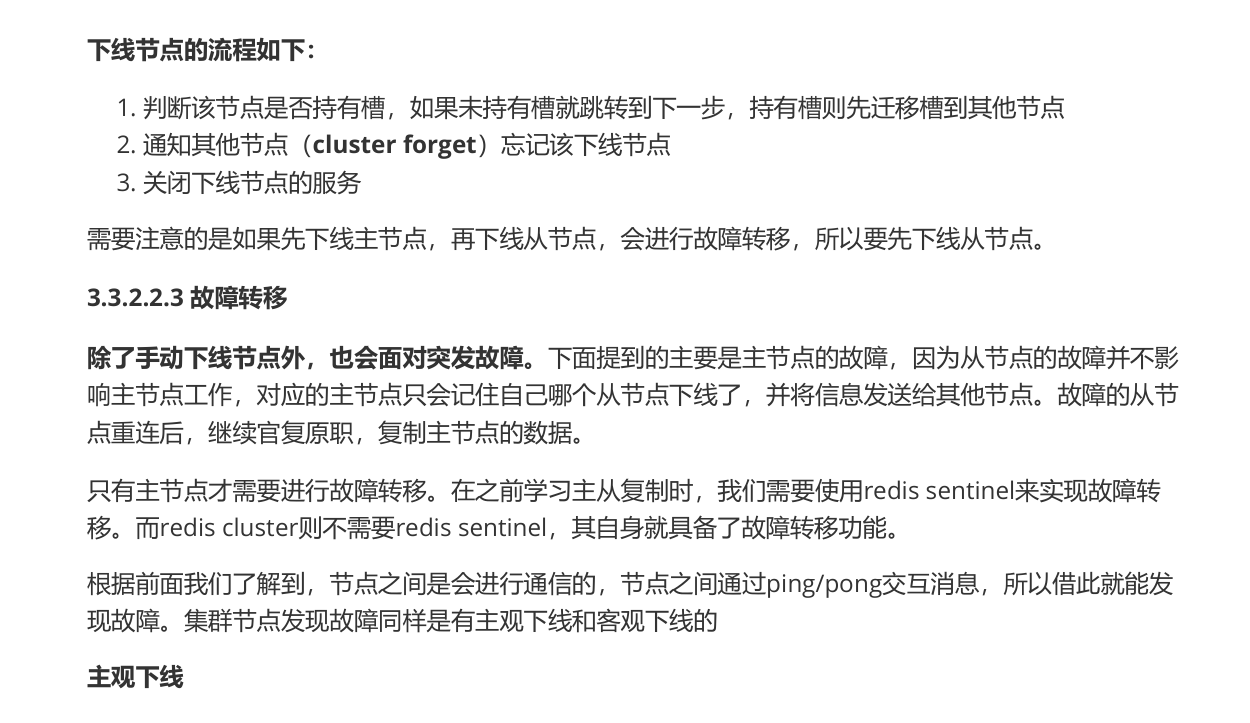 下线节点的流程如下：
1. 判断该节点是否持有槽，如果未持有槽就跳转到下一步，持有槽则先迁移槽到其他节点
2. 通知其他节点（cluster forget）忘记该下线节点
3. 关闭下线节点的服务
需要注意的是如果先下线主节点，再下线从节点，会进行故障转移，所以要先下线从节点。
3.3.2.2.3 故障转移
除了手动下线节点外，也会面对突发故障。下面提到的主要是主节点的故障，因为从节点的故障并不影
响主节点工作，对应的主节点只会记住自己哪个从节点下线了，并将信息发送给其他节点。故障的从节
点重连后，继续官复原职，复制主节点的数据。
只有主节点才需要进行故障转移。在之前学习主从复制时，我们需要使用redis sentinel来实现故障转
移。而redis cluster则不需要redis sentinel，其自身就具备了故障转移功能。
根据前面我们了解到，节点之间是会进行通信的，节点之间通过ping/pong交互消息，所以借此就能发
现故障。集群节点发现故障同样是有主观下线和客观下线的
主观下线